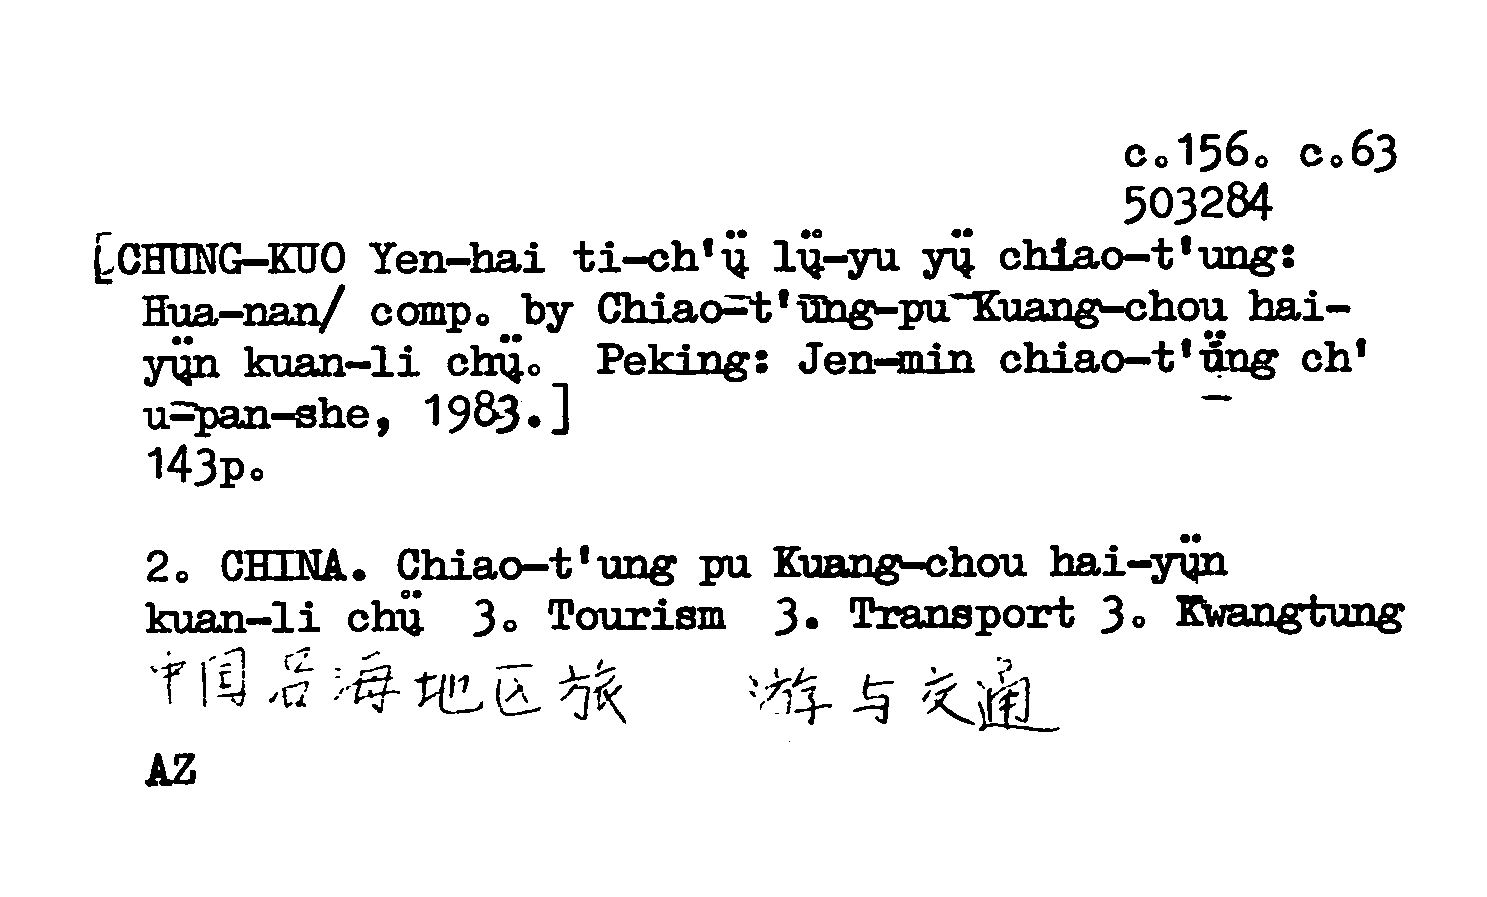 c.156. c.63
503284
[CHUNG-KUO Yen-hai ti-ch'ü lü-yu yü chiao-t'ung:
Hua-nan/ comp. by Chiao-t'ung-pu Kuang-chou hai-
yün kuan-li chü. Peking: Jen-min chiao-t'üng ch'
u-pan-she, 1983.]
143p.
2. CHINA. Chiao-t'ung pu Kuang-chou hai-yün
kuan-li chü 3. Tourism 3. Transport 3. Kwangtung
中国沿海地区旅 游与交通
AZ